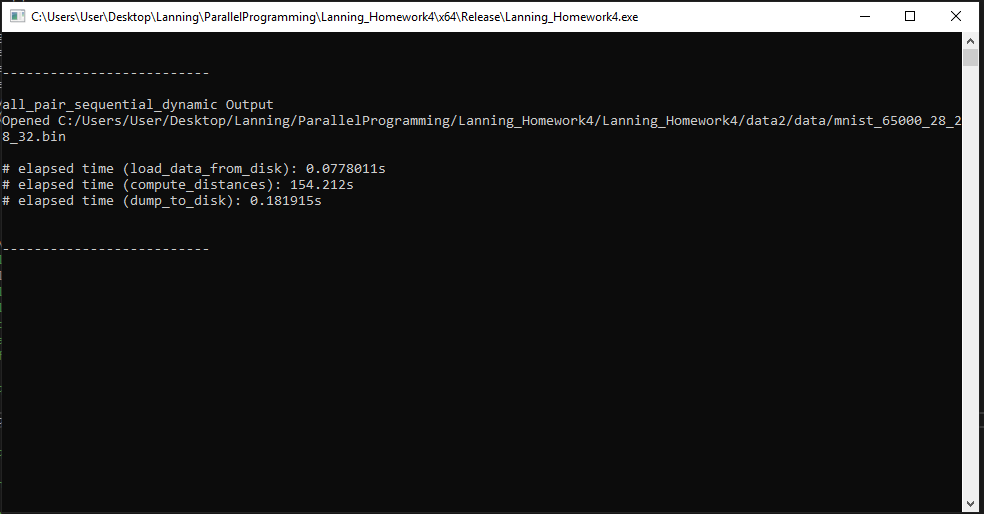 C:\Users\User\Desktop\Lanning\ParallelProgramming\Lanning_Homework4\x64\Release\Lanning_Homework4.exe
--------------------------
all_pair_sequential_dynamic Output
Opened C:/Users/User/Desktop/Lanning/ParallelProgramming/Lanning_Homework4/Lanning_Homework4/data2/data/mnist_65000_28_2
8_32.bin
# elapsed time (load_data_from_disk): 0.0778011s
# elapsed time (compute_distances): 154.212s
# elapsed time (dump_to_disk): 0.181915s
--------------------------